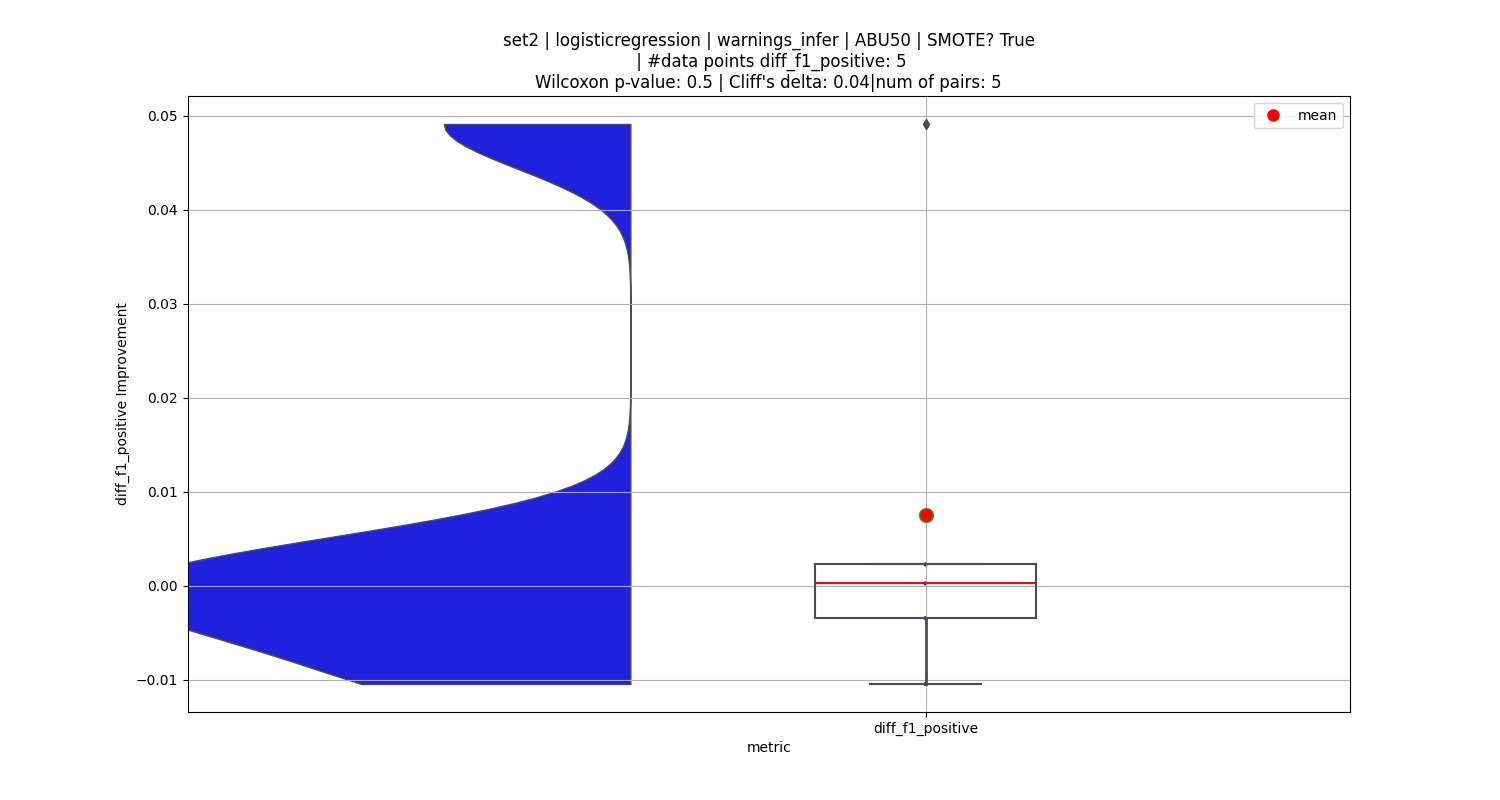 set2 | logisticregression | warnings_infer | ABU50 | SMOTE? True
| #data points diff_f1_positive: 5
Wilcoxon p-value: 0.5 | Cliff's delta: 0.04|num of pairs: 5
mean
0.05
0.04
0.03
0.02
0.01
0.00
−0.01
diff_f1_positive Improvement
diff_f1_positive
metric